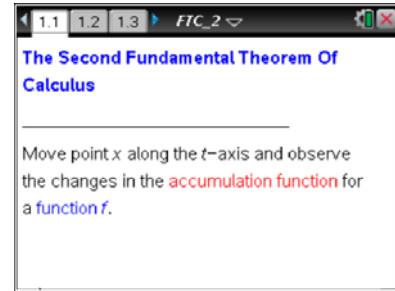 1.1 1.2 1.3 FTC_2
The Second Fundamental Theorem Of
Calculus
Move point x along the t-axis and observe
the changes in the accumulation function for
a function f.